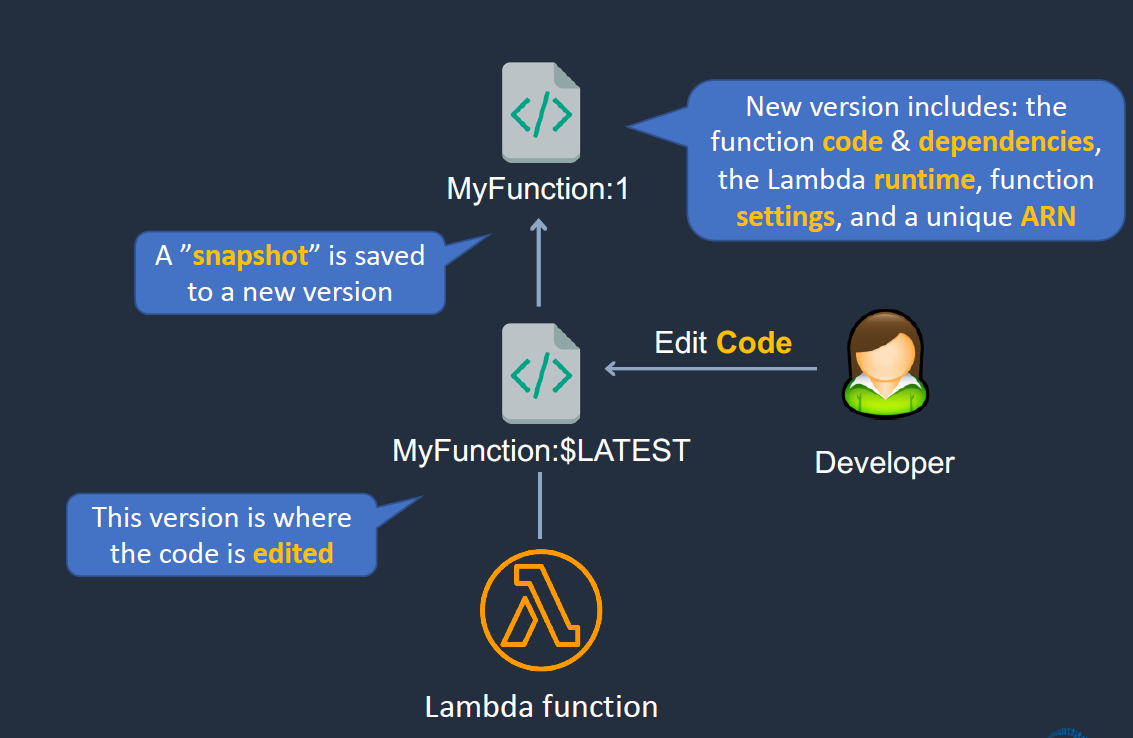 New version includes: the
function code & dependencies,
the Lambda runtime, function
settings, and a unique ARN
MyFunction:1
A ”snapshot” is saved
to a new version
Edit Code
MyFunction:$LATEST
Developer
This version is where
the code is edited
Lambda function